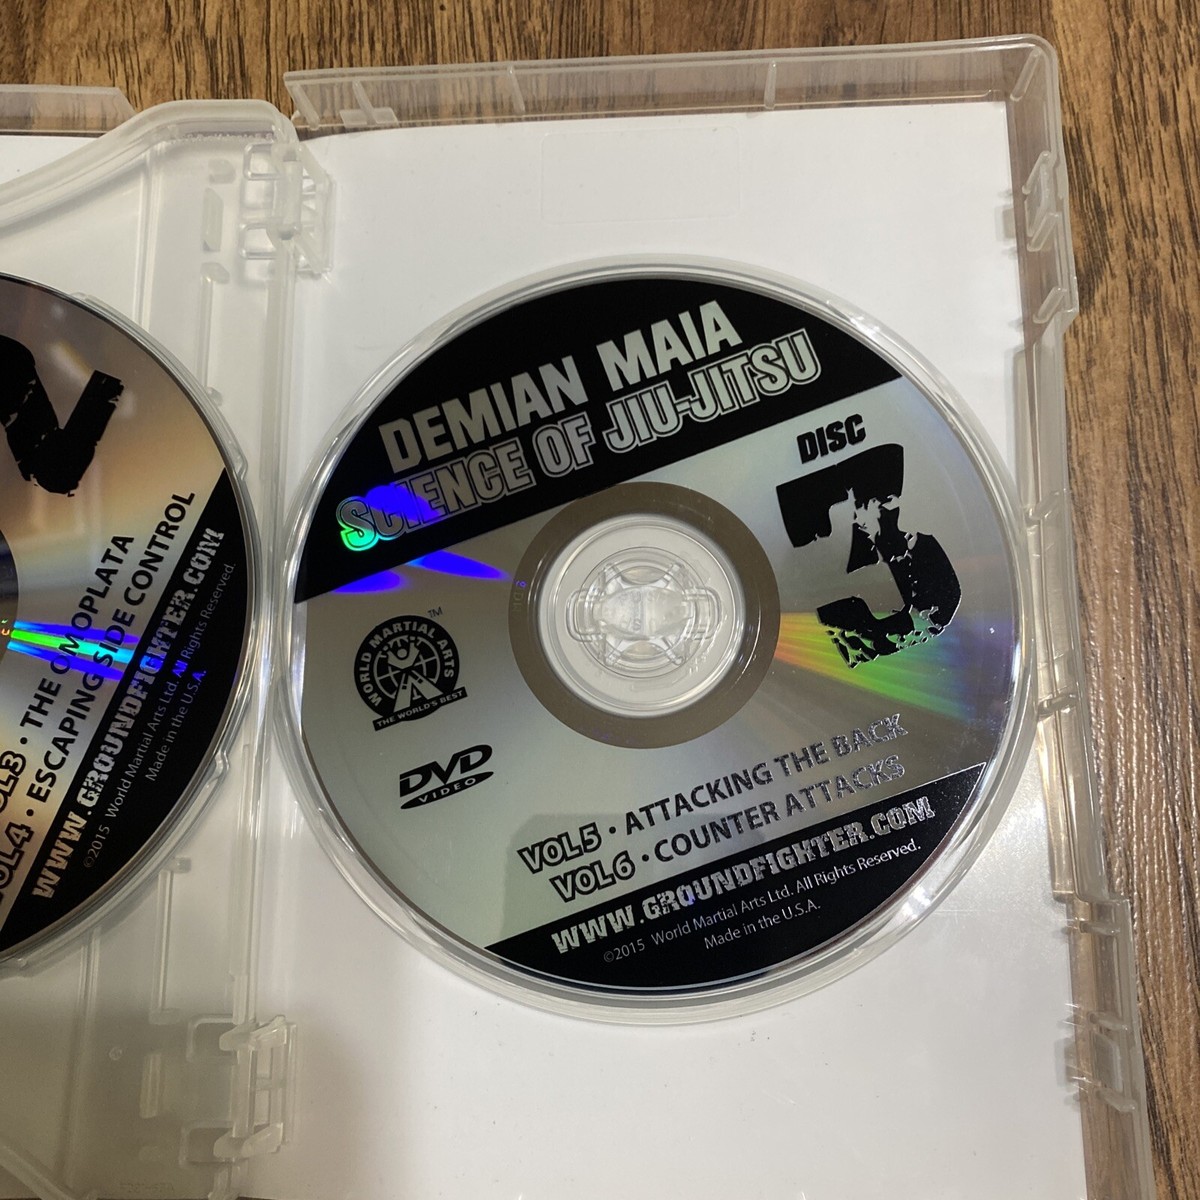 2
THE OMOPLATA
VOL4 · ESCAPING SIDE CONTROL
WWW.GROUNDFIGHTER.COM
©2015 World Martial Arts Ltd. All Rights Reserved.
Made in the U.S.A.
DEMIAN MAIA
SCIENCE OF JIU-JITSU
DISC
3
WORLD MARTIAL ARTS
TM
THE WORLD'S BEST
DVD
VIDEO
VOL5 · ATTACKING THE BACK
VOL6 · COUNTER ATTACKS
WWW.GROUNDFIGHTER.COM
©2015 World Martial Arts Ltd. All Rights Reserved.
Made in the U.S.A.